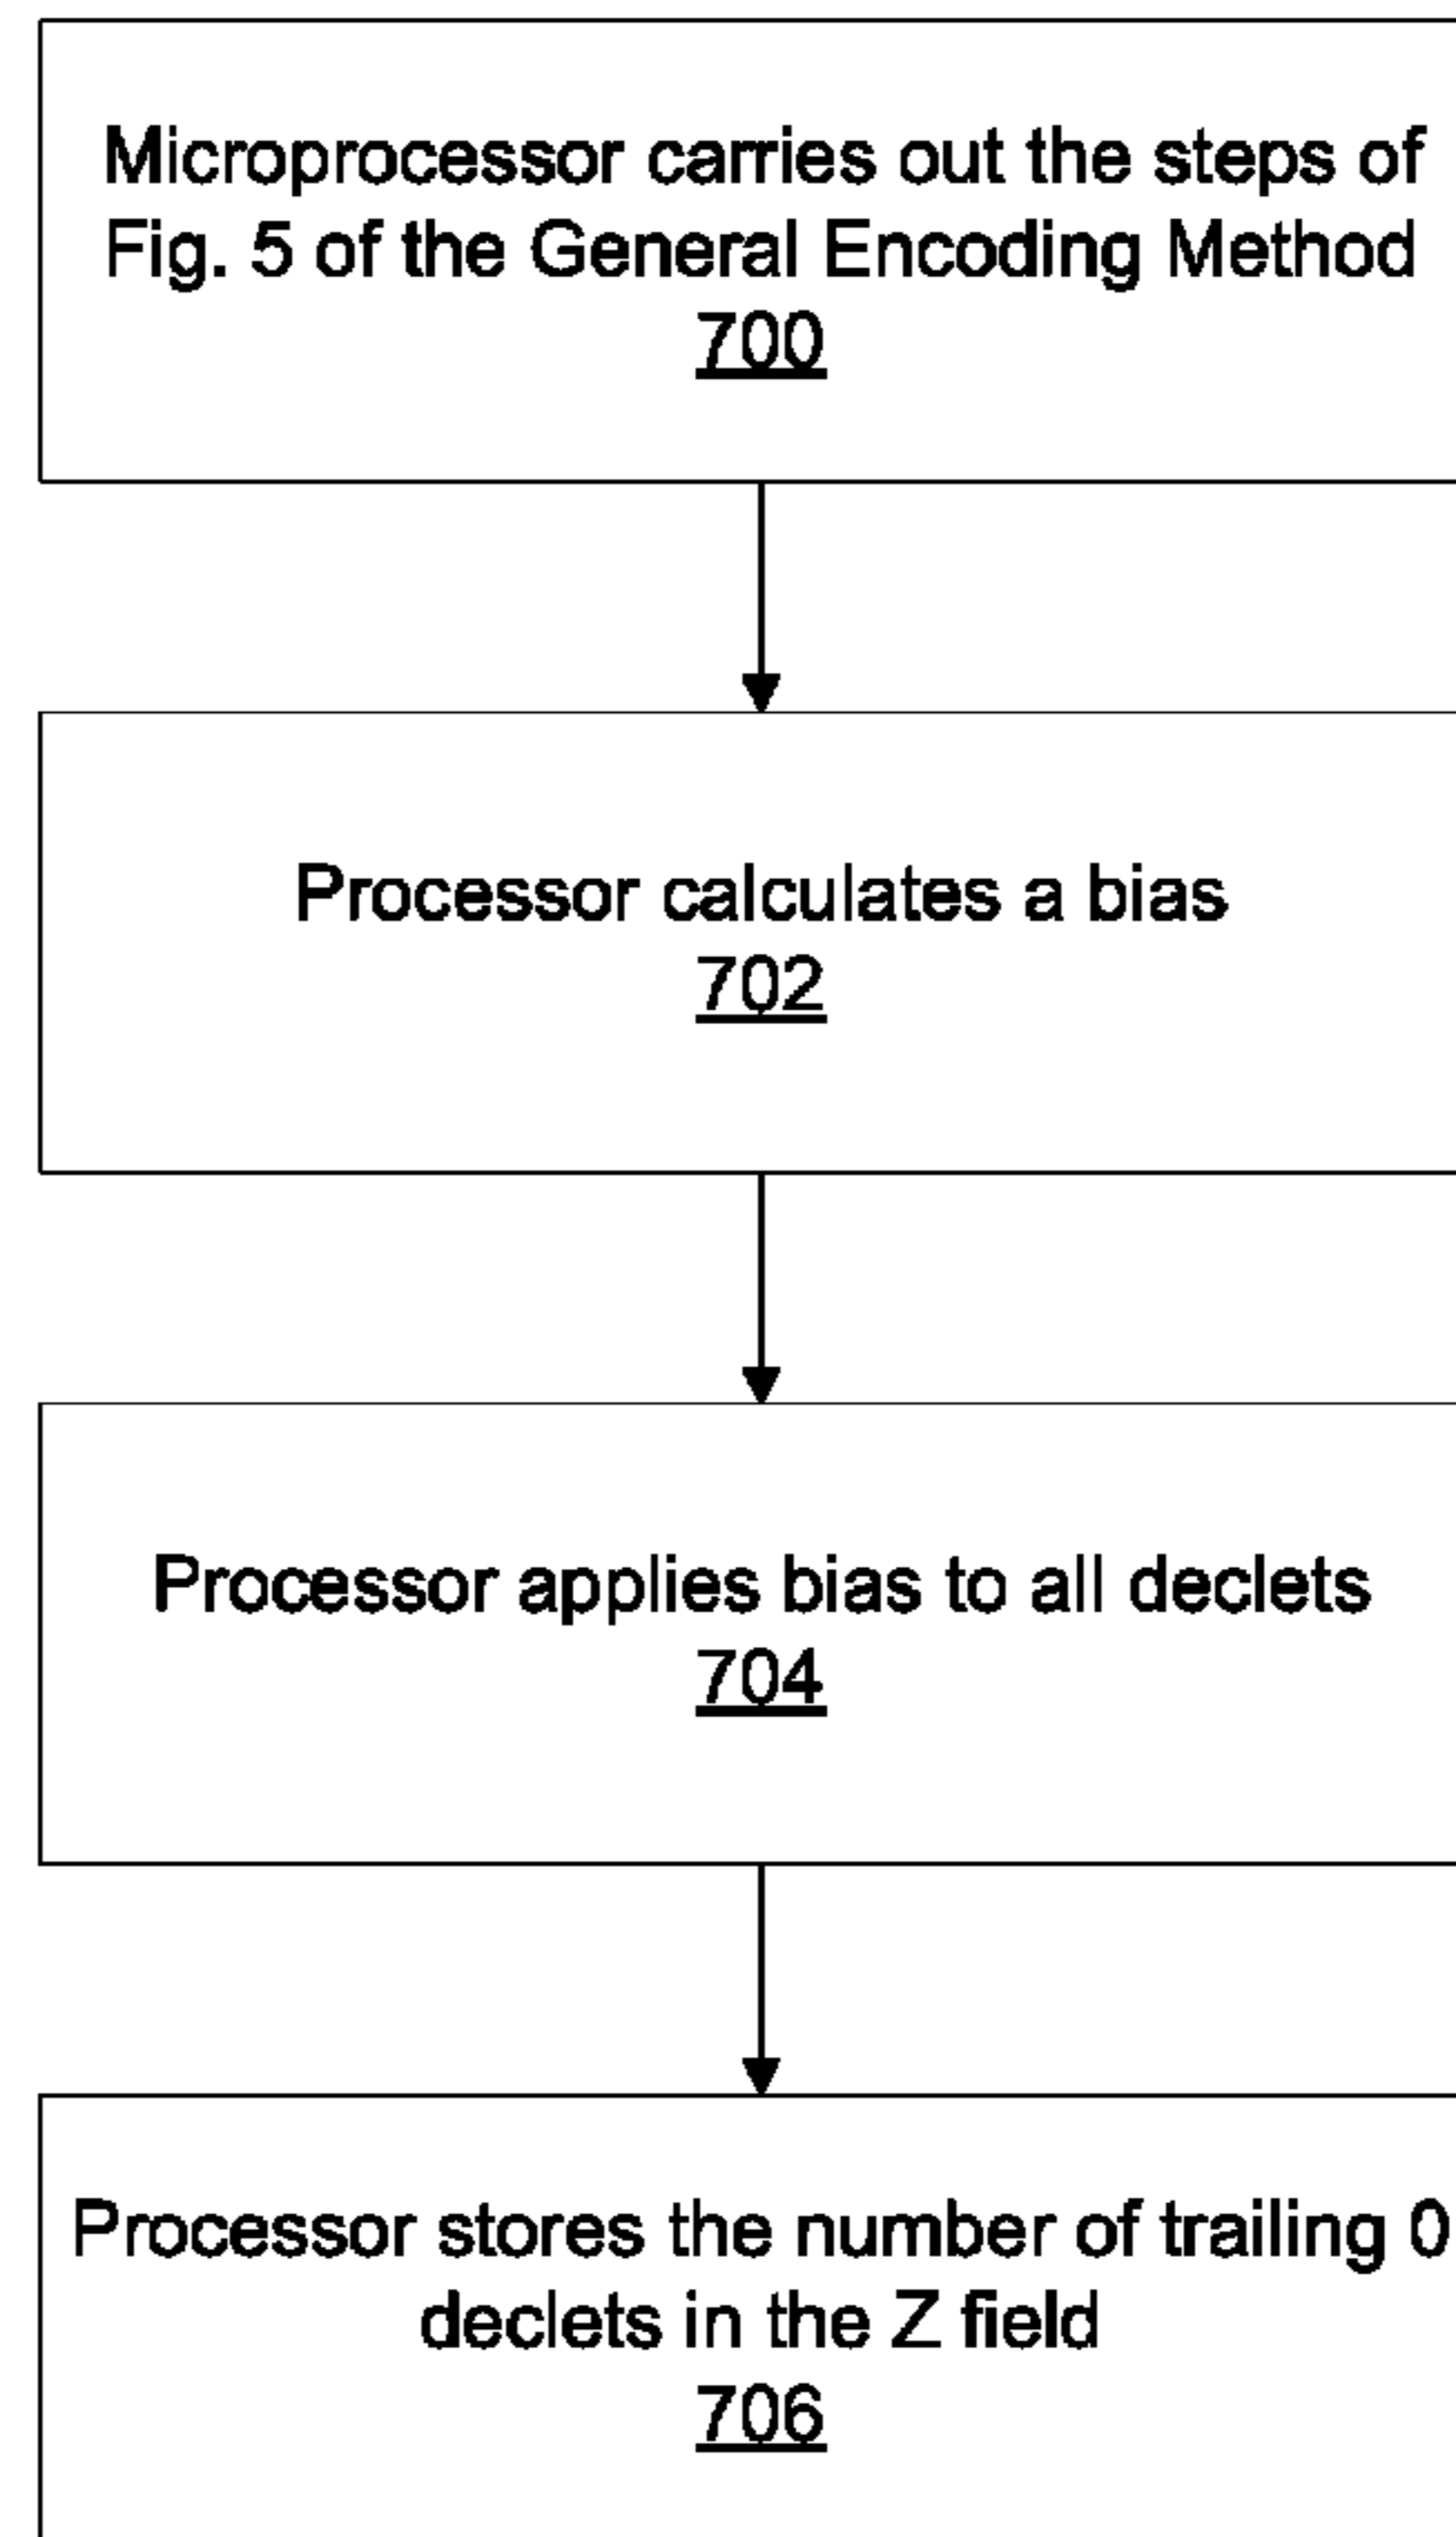 Microprocessor carries out the steps of
Fig. 5 of the General Encoding Method
700
Processor calculates a bias
702
Processor applies bias to all declets
704
Processor stores the number of trailing 0
declets in the Z field
706